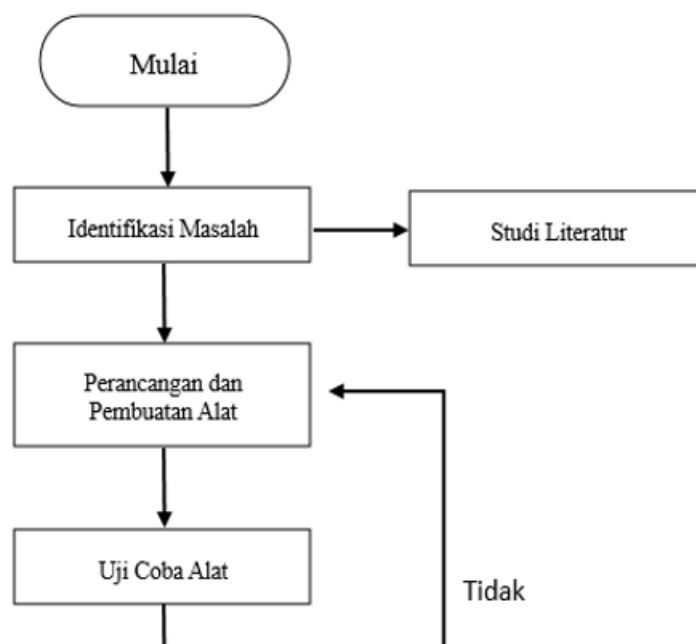 Mulai
Identifikasi Masalah
Studi Literatur
Perancangan dan
Pembuatan Alat
Uji Coba Alat
Tidak